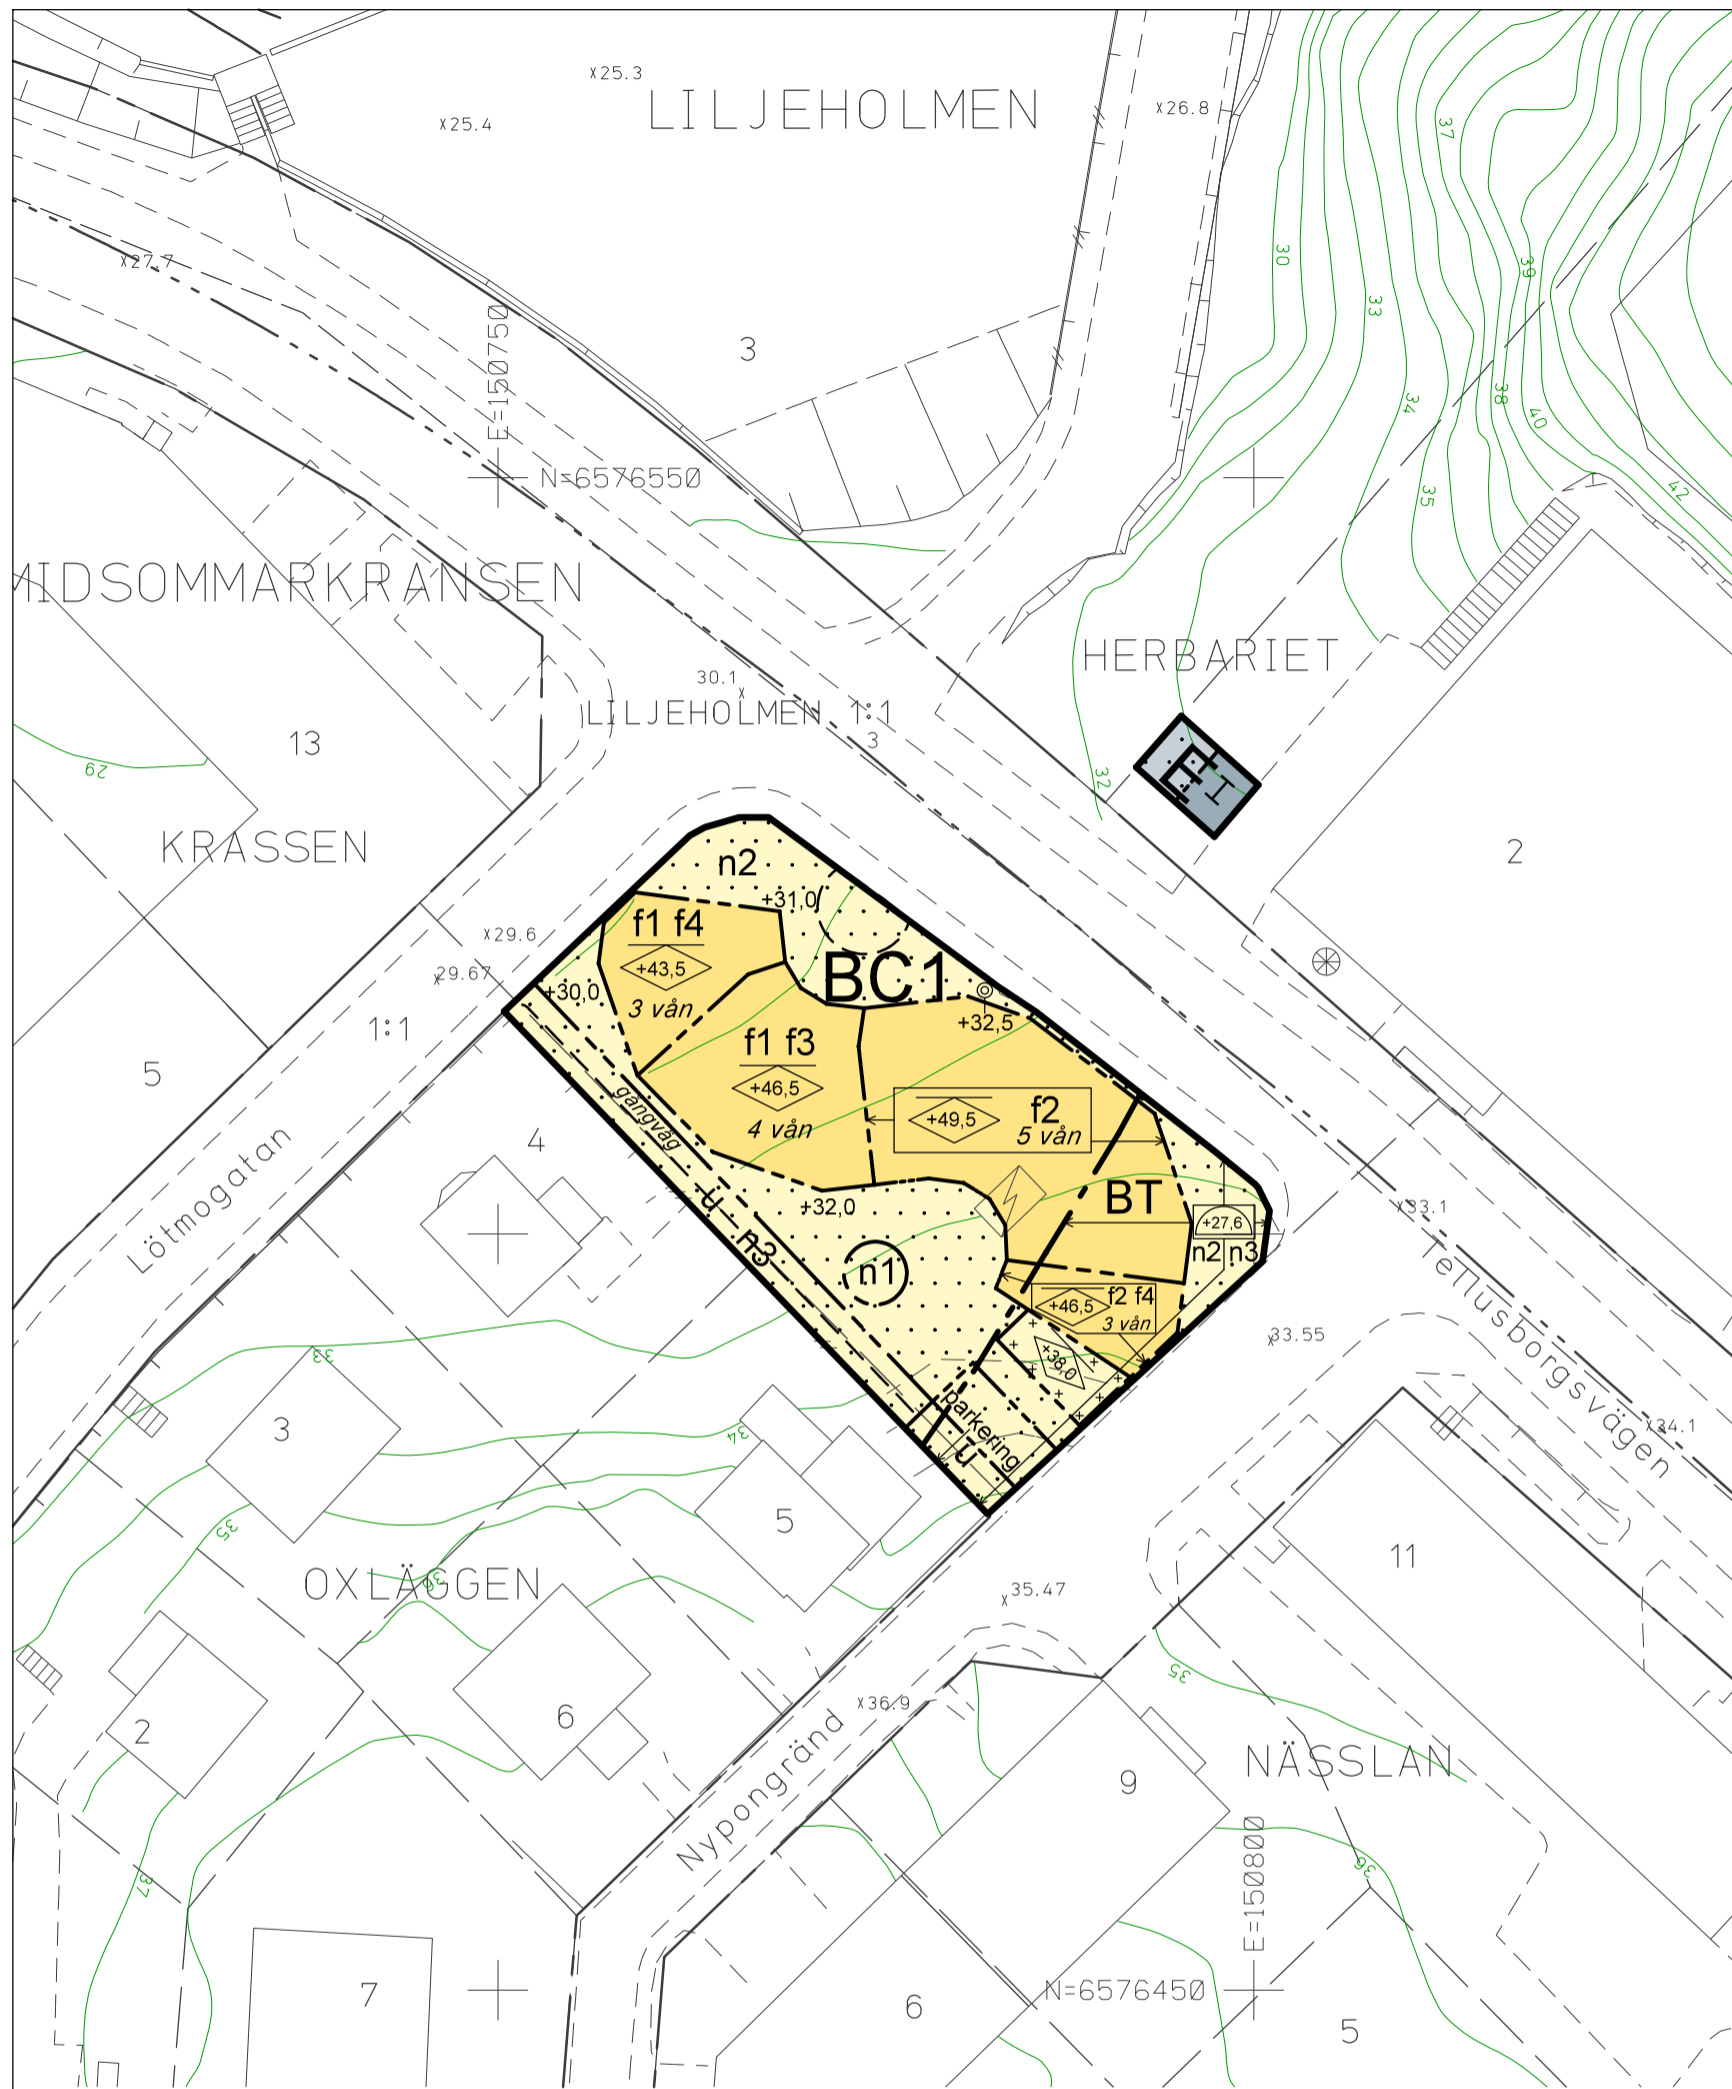 x25.3
LILJEHOLMEN
x25.4
x26.8
37
x27.7
30
39
E=150750
33
3
38
34
40
N=6576550
35
42
MIDSOMMARKRANSEN
HERBARIET
30.1
x
LILJEHOLMEN 1:1
3
13
29
32
E
KRASSEN
n2
2
+31,0
f1 f4
x29.6
+43,5
BC1
x29.67
+30,0
3 vån
+32,5
1:1
f1 f3
5
+46,5
+49,5
f2
5 vån
4 vån
gångväg
4
BT
u
+32,0
Lötmogatan
x33.1
+27,6
n3
n2 n3
n1
Tellusborgsvägen
+46,5
f2 f4
3 vån
x33.55
33
+38,0
parkering
3
34
x34.1
u
5
35
11
OXLÄGGEN
36
x35.47
35
2
6
x36.9
Nypongränd
NÄSSLAN
9
37
36
E=150800
7
6
N=6576450
5